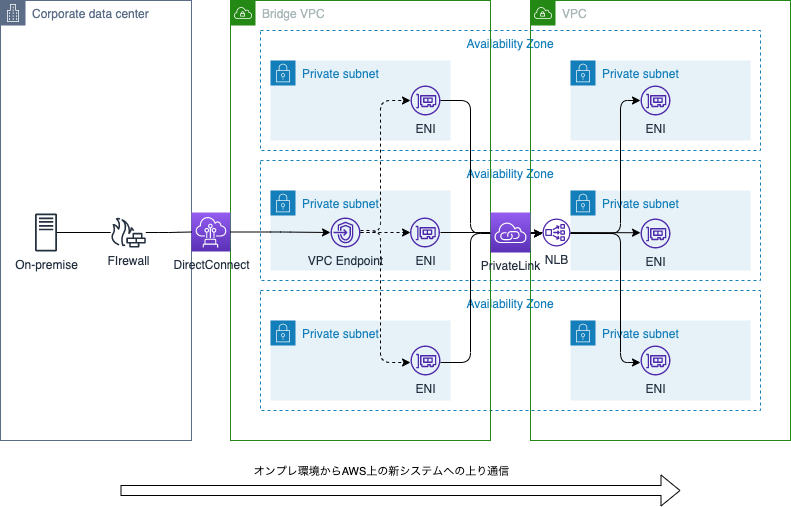 Corporate data center
Bridge VPC
VPC
Availability Zone
Private subnet
ENI
Private subnet
ENI
Availability Zone
Private subnet
Private subnet
On-premise
FIrewall
DirectConnect
VPC Endpoint
ENI
PrivateLink
NLB
ENI
Availability Zone
Private subnet
ENI
Private subnet
ENI
オンプレ環境からAWS上の新システムへの上り通信